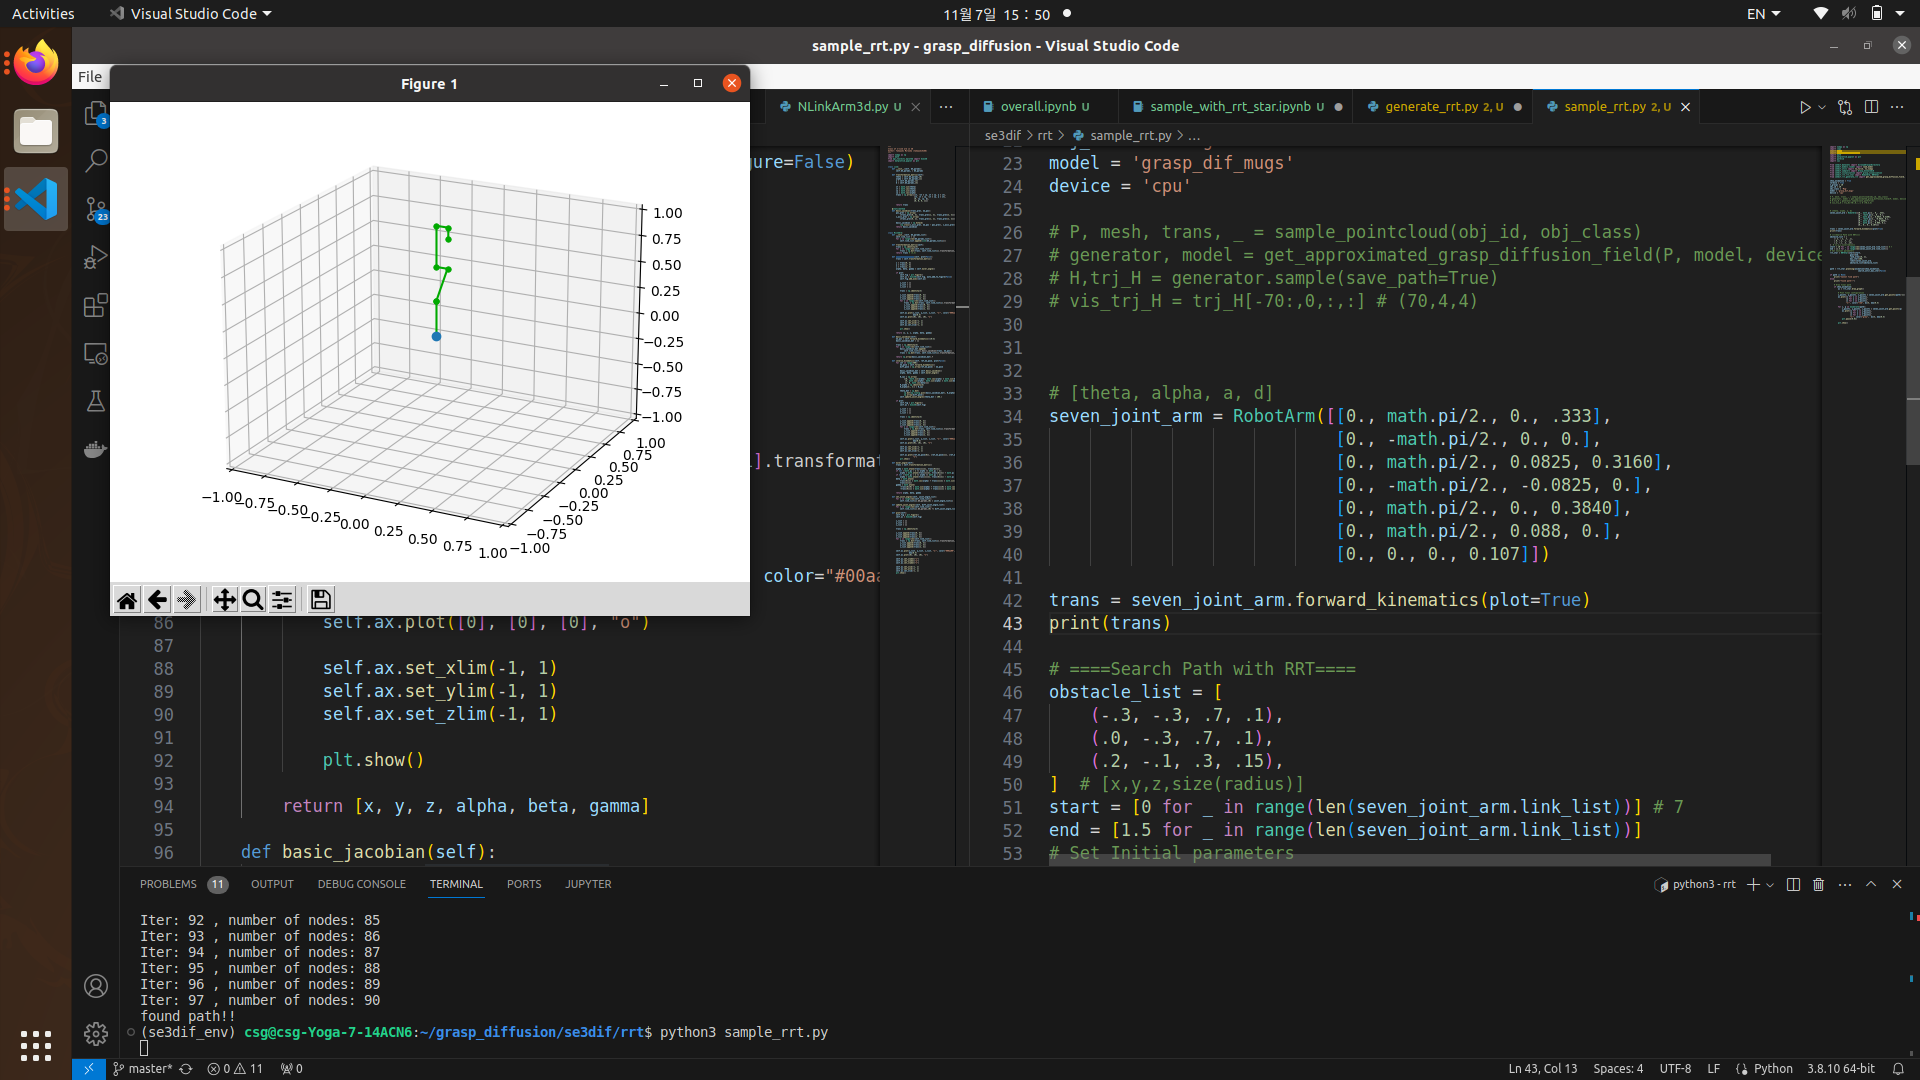 Activities
Visual Studio Code
11월 7일 15 : 50
EN
sample_rrt.py - grasp_diffusion - Visual Studio Code
File
Figure 1
1.00
0.75
0.50
0.25
0.00
−0.25
−0.50
−0.75
−1.00
−1.00
−0.75
−0.50
−0.25
0.00
0.25
0.50
0.75
1.00
1.00
0.75
0.50
0.25
0.00
−0.25
−0.50
−0.75
−1.00
3
23
NLinkArm3d.py U
overall.ipynb U
sample_with_rrt_star.ipynb U
generate_rrt.py 2, U
sample_rrt.py 2, U
se3dif > rrt > sample_rrt.py > ...
gure=False)
].transformat
color="#00aa
86 self.ax.plot([0], [0], [0], "o")
87
88 self.ax.set_xlim(-1, 1)
89 self.ax.set_ylim(-1, 1)
90 self.ax.set_zlim(-1, 1)
91
92 plt.show()
93
94 return [x, y, z, alpha, beta, gamma]
95
96 def basic_jacobian(self):
23 model = 'grasp_dif_mugs'
24 device = 'cpu'
25
26 # P, mesh, trans, _ = sample_pointcloud(obj_id, obj_class)
27 # generator, model = get_approximated_grasp_diffusion_field(P, model, device
28 # H,trj_H = generator.sample(save_path=True)
29 # vis_trj_H = trj_H[-70:,0,:,:] # (70,4,4)
30
31
32
33 # [theta, alpha, a, d]
34 seven_joint_arm = RobotArm([[0., math.pi/2., 0., .333],
35 [0., -math.pi/2., 0., 0.],
36 [0., math.pi/2., 0.0825, 0.3160],
37 [0., -math.pi/2., -0.0825, 0.],
38 [0., math.pi/2., 0., 0.3840],
39 [0., math.pi/2., 0.088, 0.],
40 [0., 0., 0., 0.107]])
41
42 trans = seven_joint_arm.forward_kinematics(plot=True)
43 print(trans)
44
45 # ====Search Path with RRT====
46 obstacle_list = [
47 (-.3, -.3, .7, .1),
48 (.0, -.3, .7, .1),
49 (.2, -.1, .3, .15),
50 ] # [x,y,z,size(radius)]
51 start = [0 for _ in range(len(seven_joint_arm.link_list))] # 7
52 end = [1.5 for _ in range(len(seven_joint_arm.link_list))]
53 # Set Initial parameters
PROBLEMS 11 OUTPUT DEBUG CONSOLE TERMINAL PORTS JUPYTER
python3 - rrt
Iter: 92 , number of nodes: 85
Iter: 93 , number of nodes: 86
Iter: 94 , number of nodes: 87
Iter: 95 , number of nodes: 88
Iter: 96 , number of nodes: 89
Iter: 97 , number of nodes: 90
found path!!
(se3dif_env) csg@csg-Yoga-7-14ACN6:~/grasp_diffusion/se3dif/rrt$ python3 sample_rrt.py
master* 0 11 0
Ln 43, Col 13 Spaces: 4 UTF-8 LF Python 3.8.10 64-bit